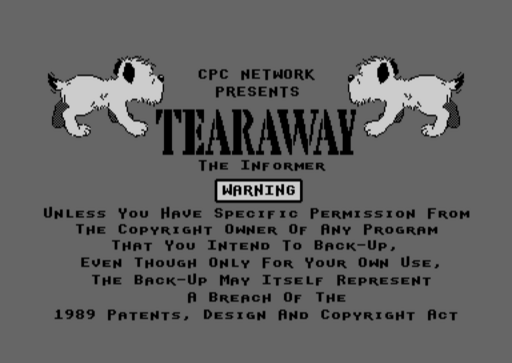 CPC NETWORK
PRESENTS
TEARAWAY
THE INFORMER
WARNING
UNLESS YOU HAVE SPECIFIC PERMISSION FROM
THE COPYRIGHT OWNER OF ANY PROGRAM
THAT YOU INTEND TO BACK-UP,
EVEN THOUGH ONLY FOR YOUR OWN USE,
THE BACK-UP MAY ITSELF REPRESENT
A BREACH OF THE
1989 PATENTS, DESIGN AND COPYRIGHT ACT